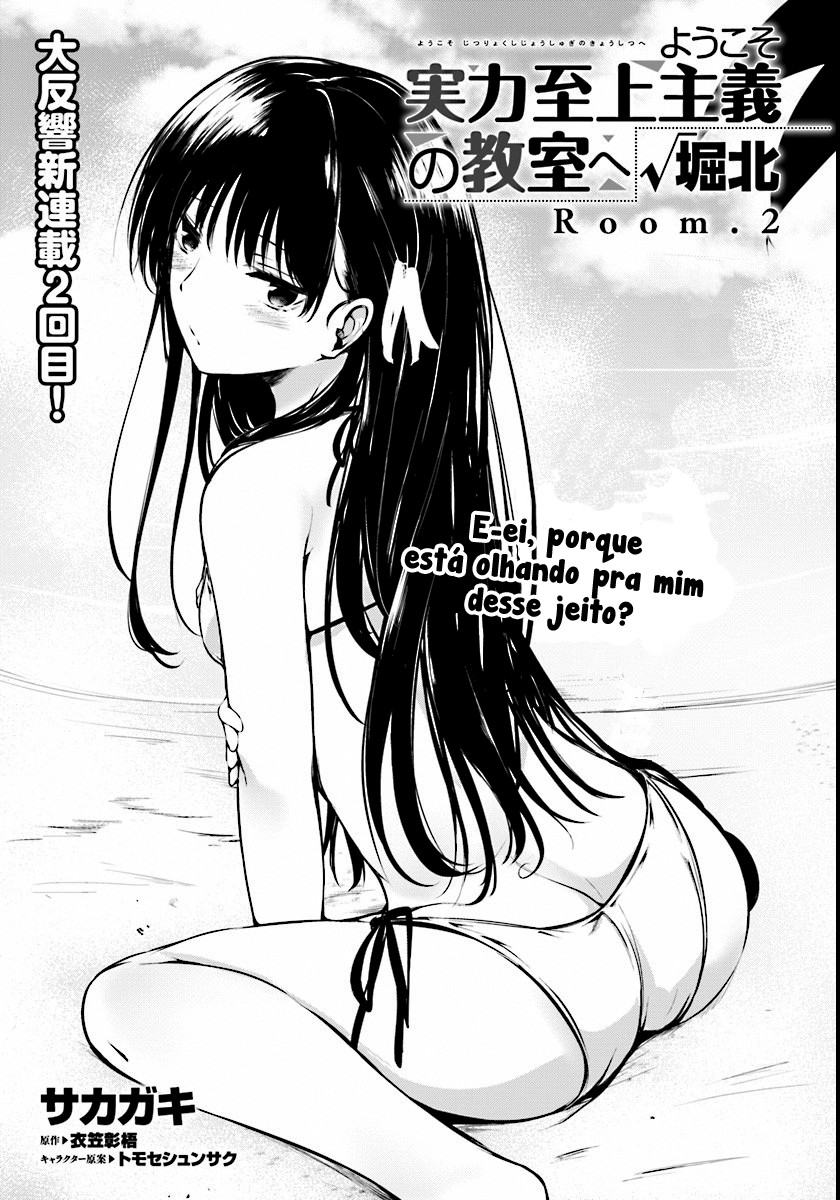 ようこそ じつりょくしじょうしゅぎのきょうしつへ
ようこそ
実力至上主義
の教室へ √堀北
Room.2
大反響新連載2回目!
E-ei, porque
está olhando pra mim
desse jeito?
サカガキ
原作▶衣笠彰梧
キャラクター原案▶トモセシュンサク